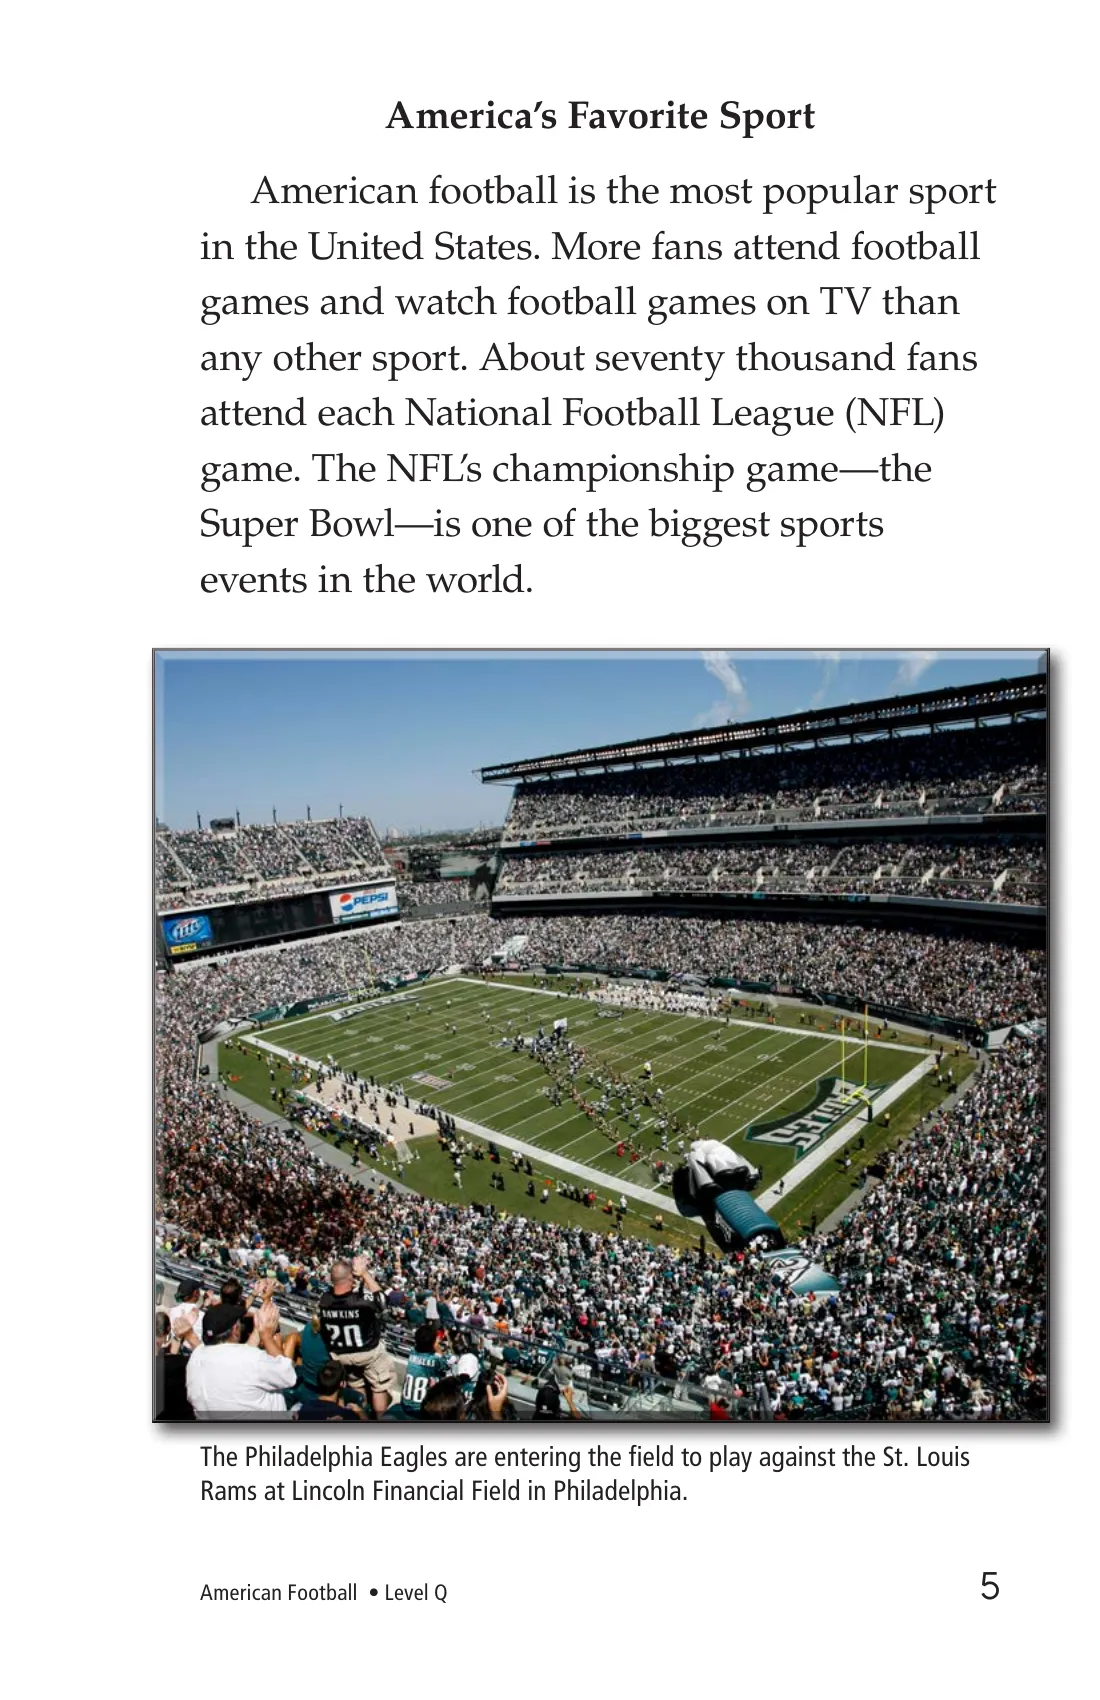 America’s Favorite Sport
American football is the most popular sport
in the United States. More fans attend football
games and watch football games on TV than
any other sport. About seventy thousand fans
attend each National Football League (NFL)
game. The NFL’s championship game—the
Super Bowl—is one of the biggest sports
events in the world.
PEPSI
Lite
EAGLES
EAGLES
DAWKINS
20
08
The Philadelphia Eagles are entering the field to play against the St. Louis
Rams at Lincoln Financial Field in Philadelphia.
American Football • Level Q
5